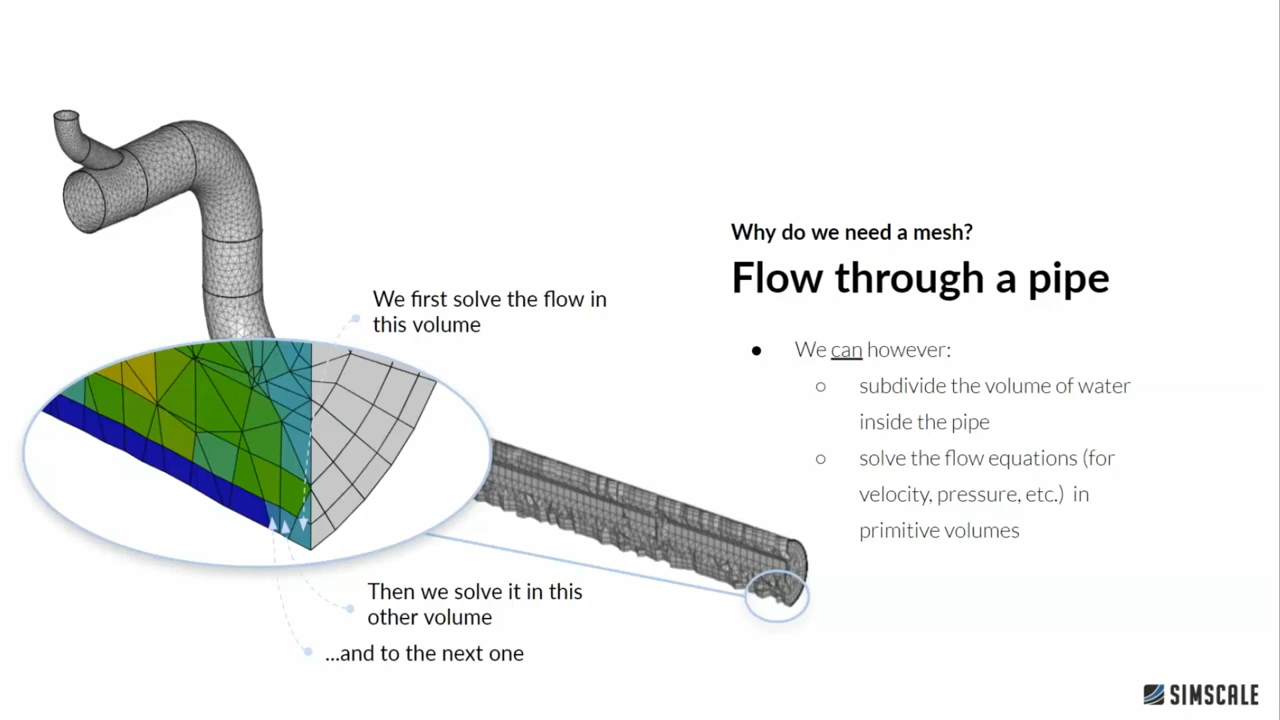 Why do we need a mesh?
Flow through a pipe
● We can however:
○ subdivide the volume of water
inside the pipe
○ solve the flow equations (for
velocity, pressure, etc.) in
primitive volumes
We first solve the flow in
this volume
Then we solve it in this
other volume
...and to the next one
SIMSCALE